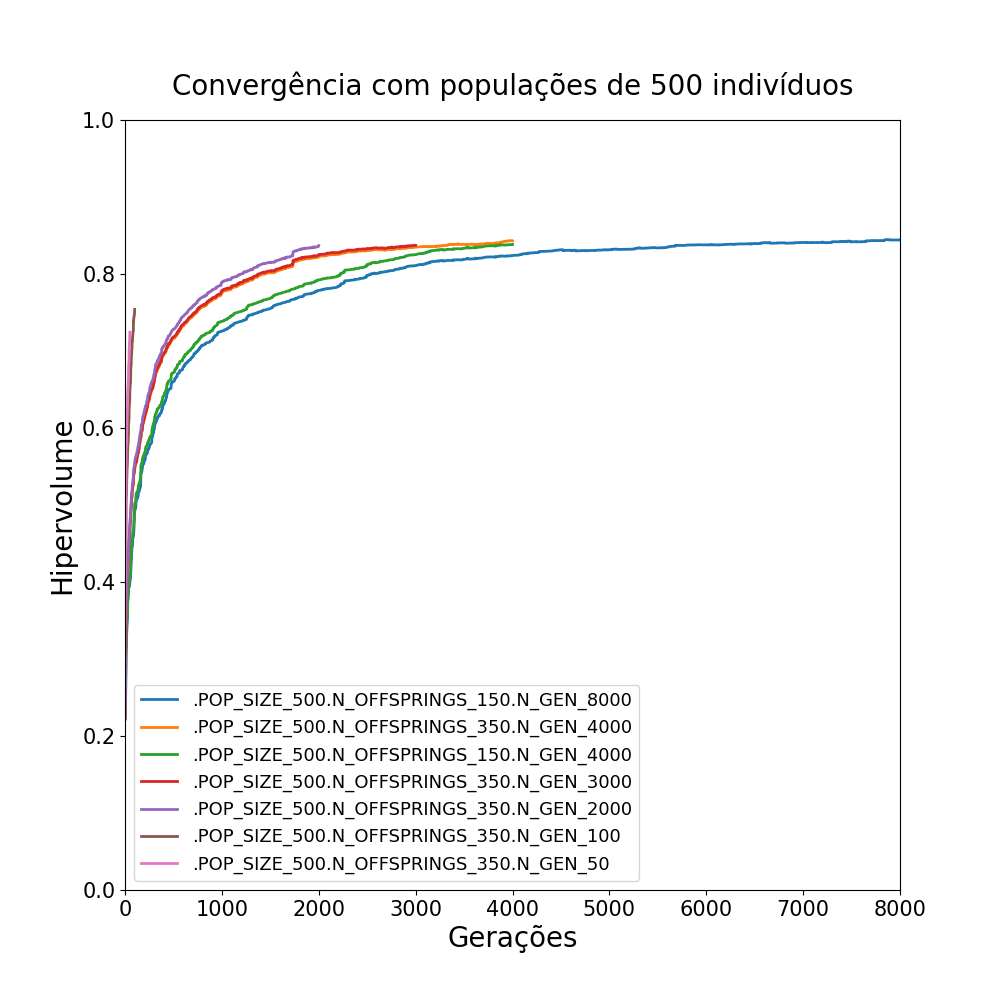 Convergência com populações de 500 indivíduos
1.0
0.8
0.6
0.4
0.2
0.0
Hipervolume
.POP_SIZE_500.N_OFFSPRINGS_150.N_GEN_8000
.POP_SIZE_500.N_OFFSPRINGS_350.N_GEN_4000
.POP_SIZE_500.N_OFFSPRINGS_150.N_GEN_4000
.POP_SIZE_500.N_OFFSPRINGS_350.N_GEN_3000
.POP_SIZE_500.N_OFFSPRINGS_350.N_GEN_2000
.POP_SIZE_500.N_OFFSPRINGS_350.N_GEN_100
.POP_SIZE_500.N_OFFSPRINGS_350.N_GEN_50
0 1000 2000 3000 4000 5000 6000 7000 8000
Gerações